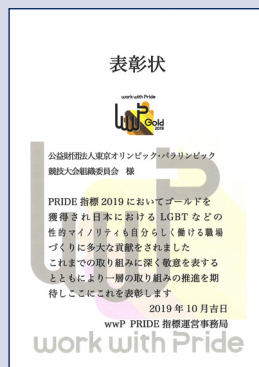 表彰状
work with Pride
wwP Gold
2019
公益財団法人東京オリンピック・パラリンピック
競技大会組織委員会 様
PRIDE 指標 2019 においてゴールドを
獲得され日本における LGBT などの
性的マイノリティも自分らしく働ける職場
づくりに多大な貢献をされました
これまでの取り組みに深く敬意を表する
とともにより一層の取り組みの推進を期
待しここにこれを表彰します
2019 年 10 月吉日
wwP PRIDE 指標運営事務局
work with Pride